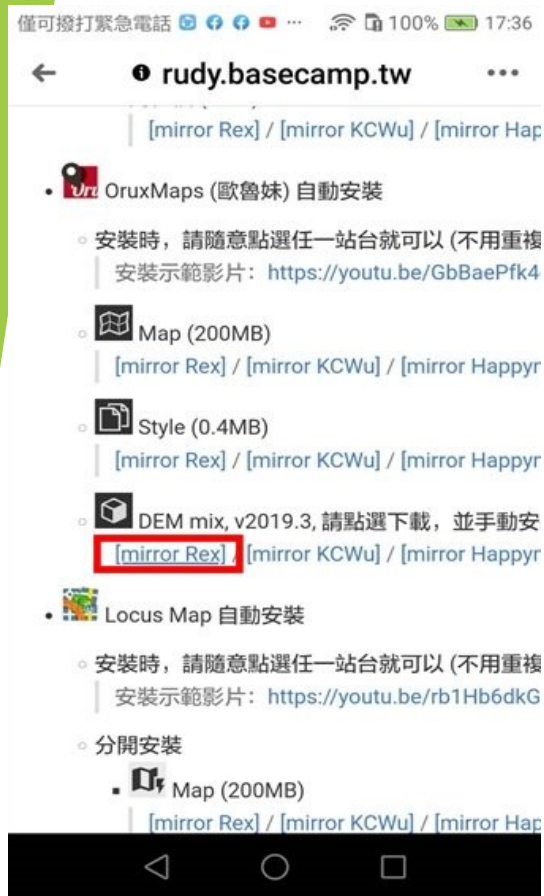 僅可撥打緊急電話 ... 100% 17:36
rudy.basecamp.tw
[mirror Rex] / [mirror KCWu] / [mirror Hap
OruxMaps (歐魯妹) 自動安裝
安裝時，請隨意點選任一站台就可以 (不用重複
安裝示範影片：https://youtu.be/GbBaePfk4
Map (200MB)
[mirror Rex] / [mirror KCWu] / [mirror Happyr
Style (0.4MB)
[mirror Rex] / [mirror KCWu] / [mirror Happyr
DEM mix, v2019.3, 請點選下載，並手動安
[mirror Rex] / [mirror KCWu] / [mirror Happyr
Locus Map 自動安裝
安裝時，請隨意點選任一站台就可以 (不用重複
安裝示範影片：https://youtu.be/rb1Hb6dkG
分開安裝
Map (200MB)
[mirror Rex] / [mirror KCWu] / [mirror Hap